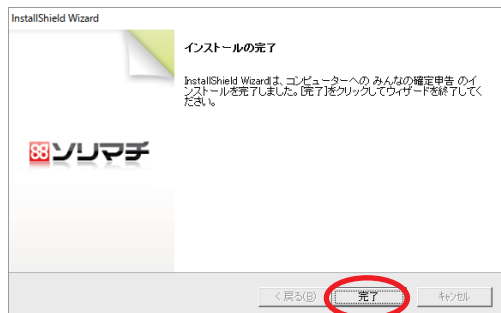 InstallShield Wizard
インストールの完了
InstallShield Wizardは、コンピューターへの みんなの確定申告 のイ
ンストールを完了しました。[完了]をクリックしてウィザードを終了してく
ださい。
ソリマチ
< 戻る(B)
完了
キャンセル